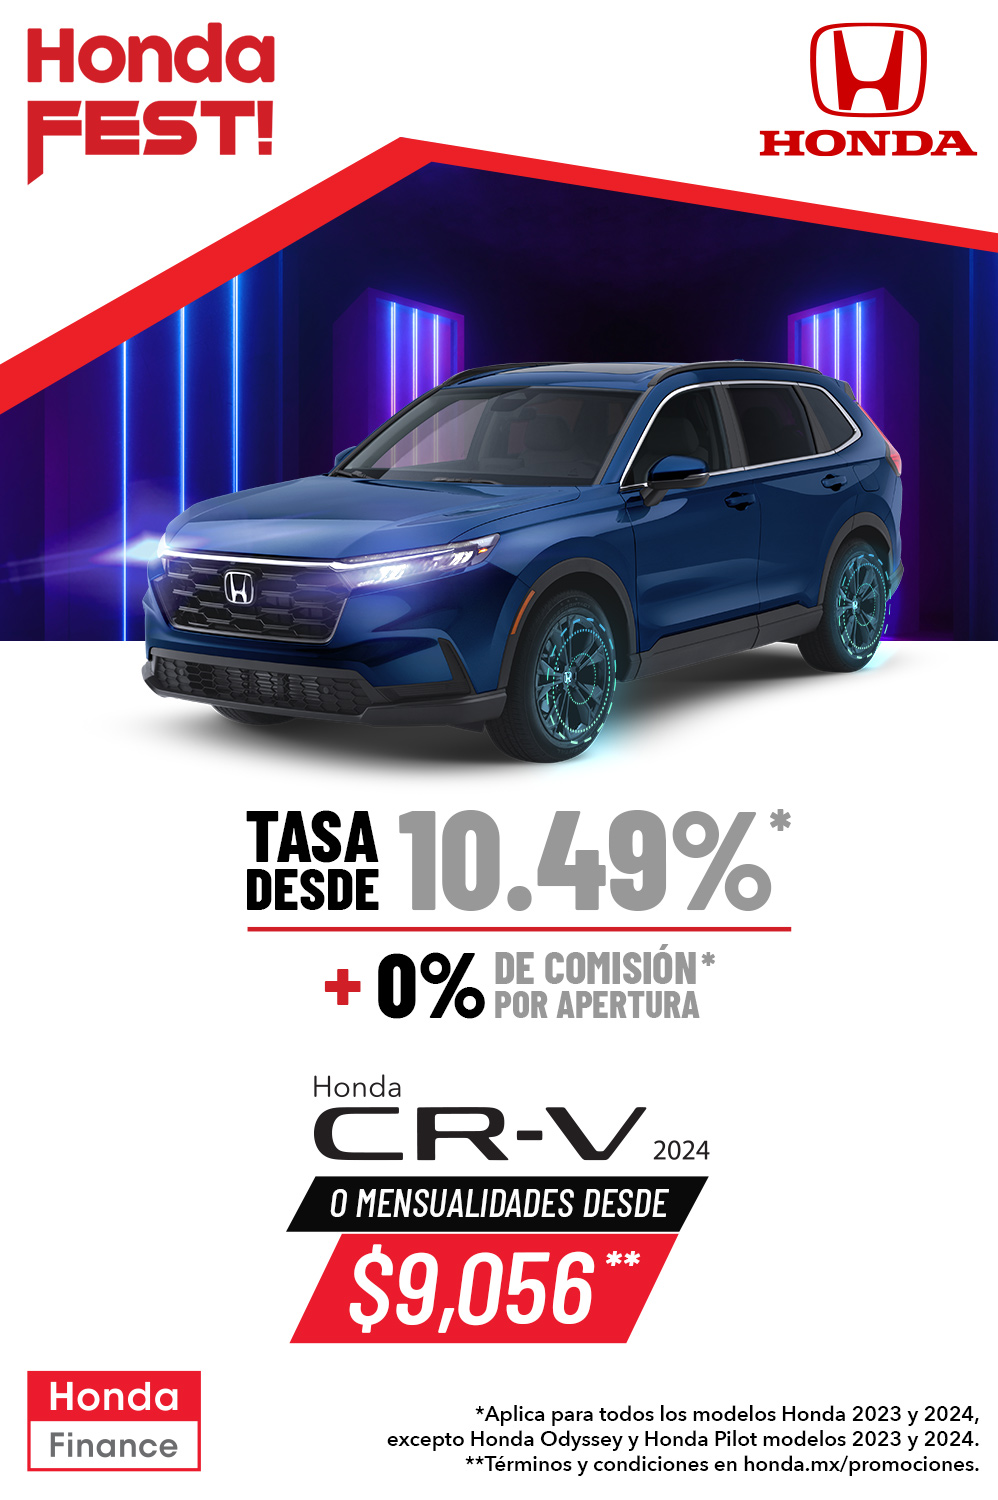 Honda
FEST!
HONDA
TASA
DESDE
10.49%*
+ 0%
DE COMISIÓN*
POR APERTURA
Honda
CR-V 2024
O MENSUALIDADES DESDE
$9,056**
Honda
Finance
*Aplica para todos los modelos Honda 2023 y 2024,
excepto Honda Odyssey y Honda Pilot modelos 2023 y 2024.
**Términos y condiciones en honda.mx/promociones.